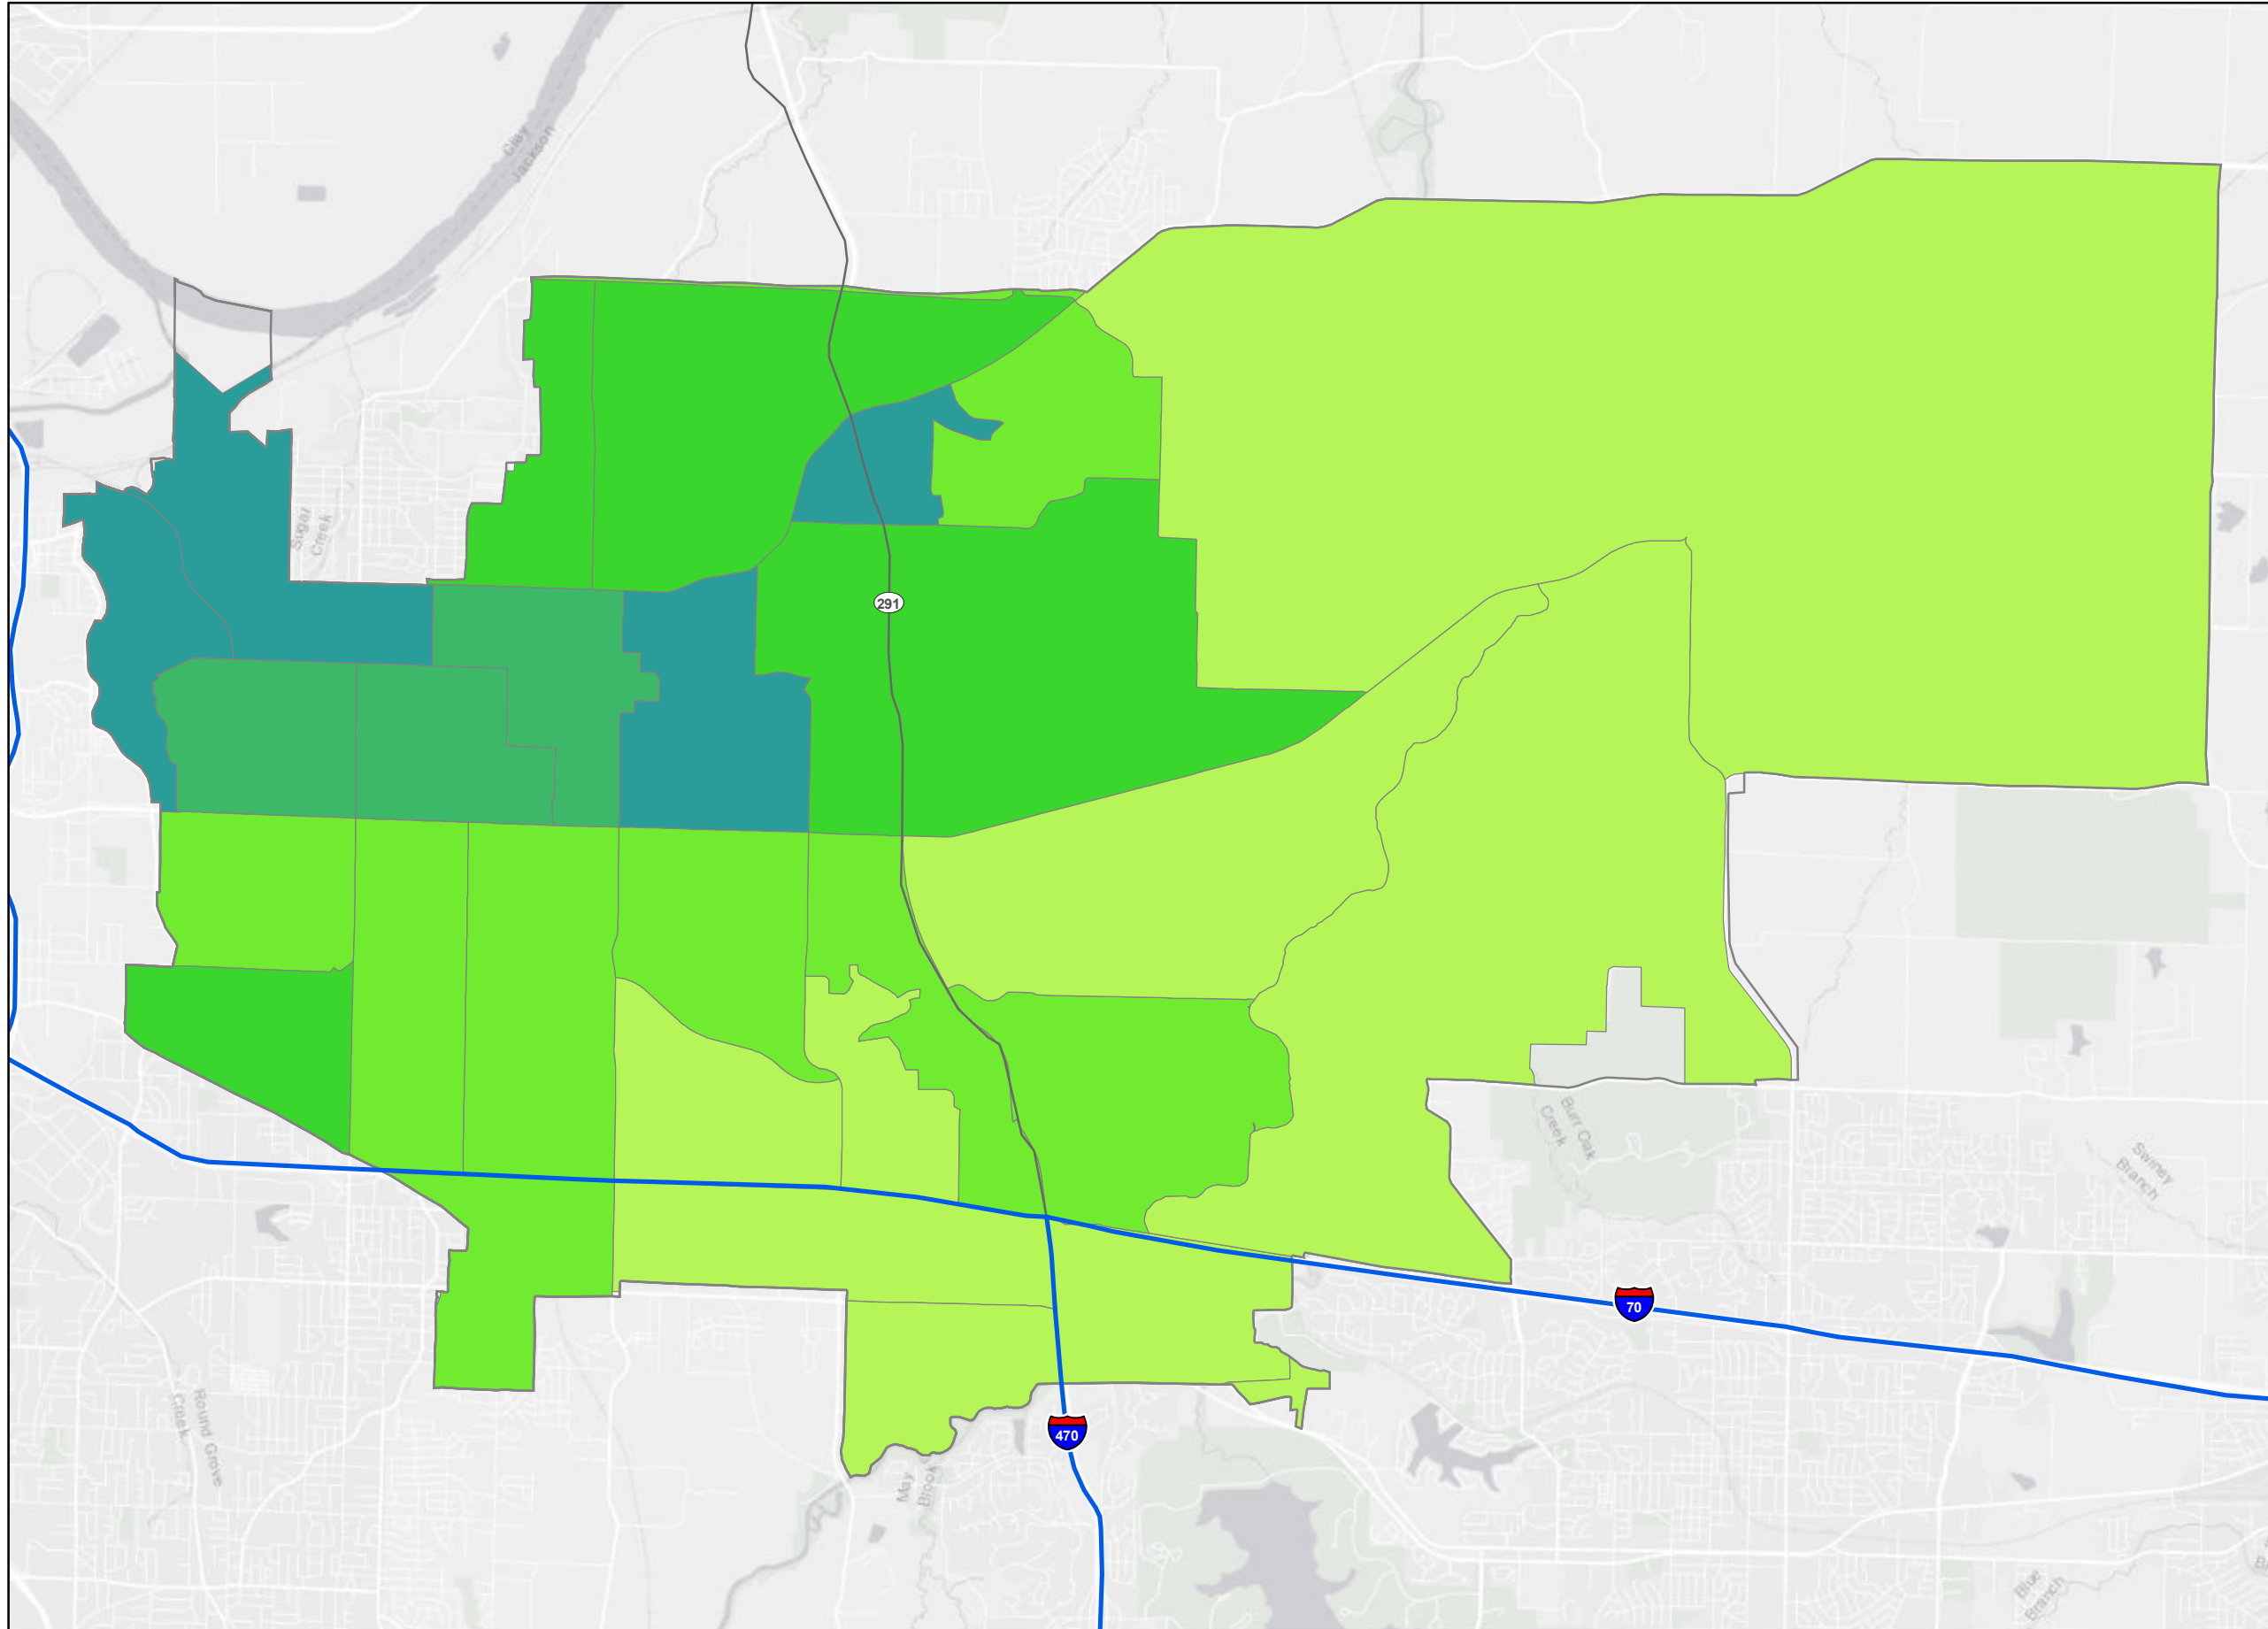 Clay
Jackson
Sugar
Creek
291
Burr Oak
Creek
Swiney
Branch
70
Round Grove
Creek
470
May
Brook
Blue
Branch